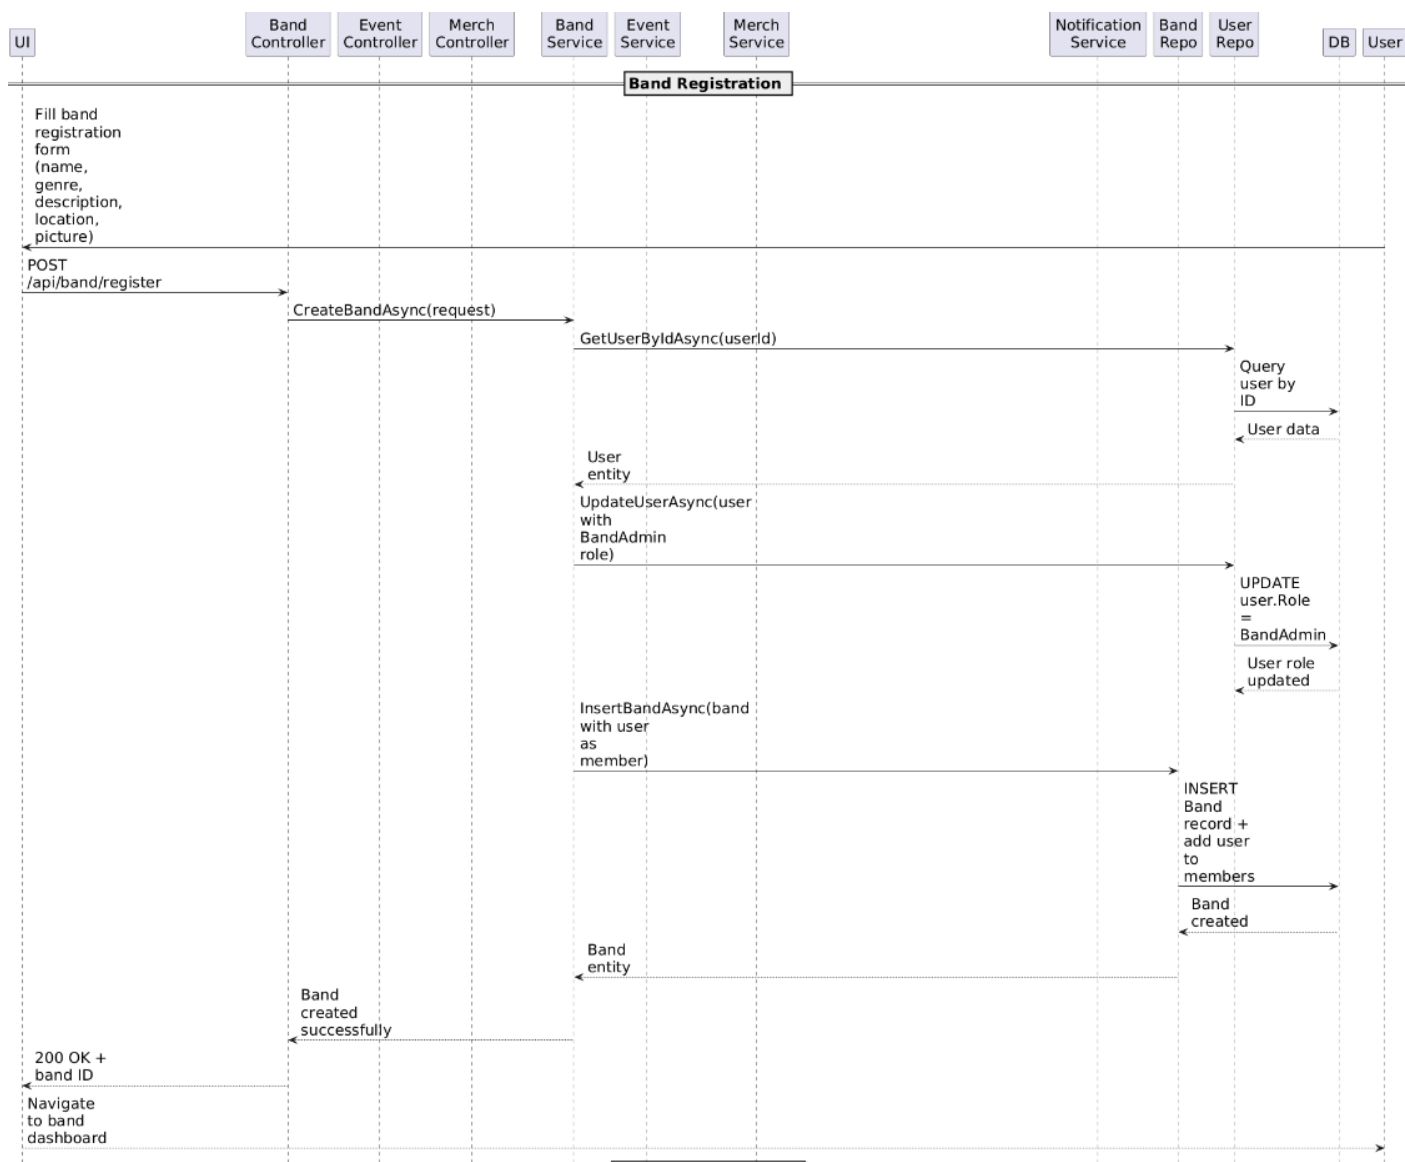 UI
Band
Controller
Event
Controller
Merch
Controller
Band
Service
Event
Service
Merch
Service
Notification
Service
Band
Repo
User
Repo
DB
User
Band Registration
Fill band
registration
form
(name,
genre,
description,
location,
picture)
POST
/api/band/register
CreateBandAsync(request)
GetUserByIdAsync(userId)
Query
user by
ID
User data
User
entity
UpdateUserAsync(user
with
BandAdmin
role)
UPDATE
user.Role
=
BandAdmin
User role
updated
InsertBandAsync(band
with user
as
member)
INSERT
Band
record +
add user
to
members
Band
created
Band
entity
Band
created
successfully
200 OK +
band ID
Navigate
to band
dashboard